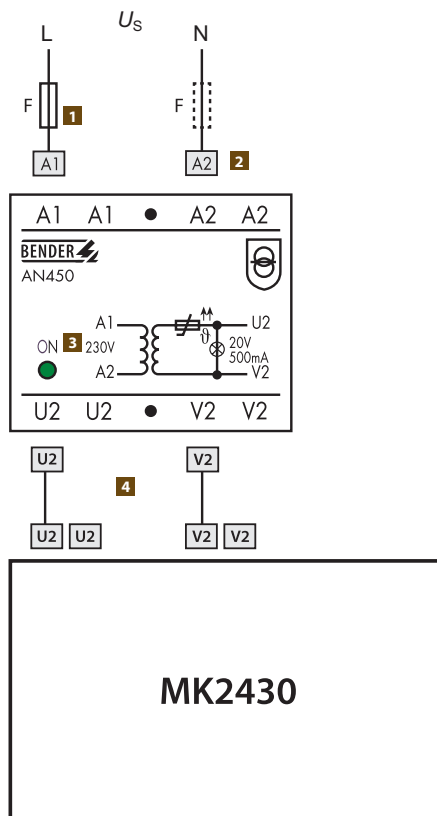 U_S
L N
F 1 F
A1 A2 2
A1 A1 A2 A2
BENDER
AN450
A1 ϑ U2
ON 3 230V 20V
500mA
A2 V2
U2 U2 V2 V2
U2 V2
4
U2 U2 V2 V2
MK2430